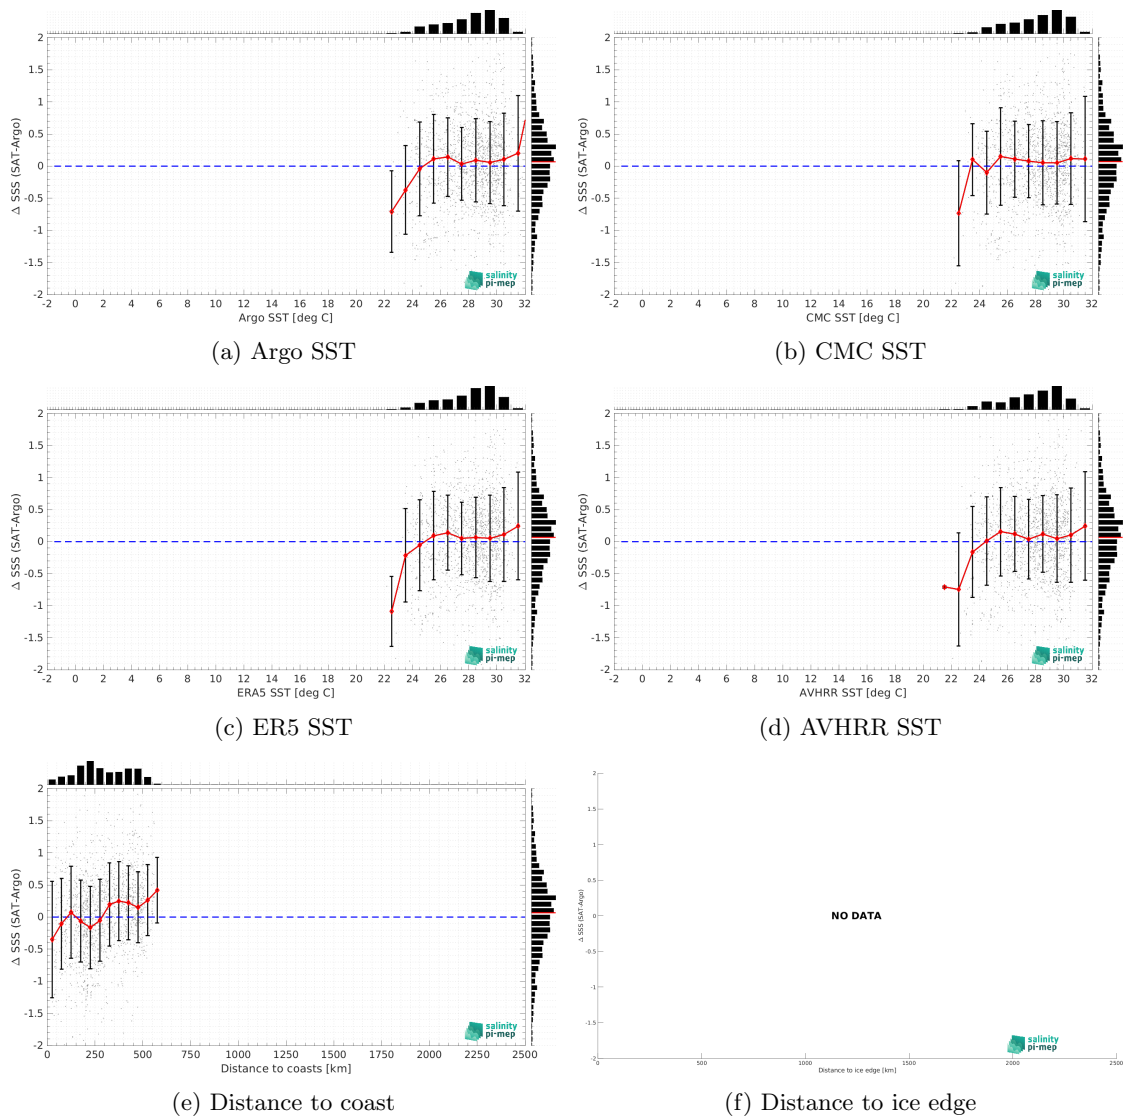 2
1.5
1
0.5
0
-0.5
-1
-1.5
-2
Δ SSS (SAT-Argo)
-2 0 2 4 6 8 10 12 14 16 18 20 22 24 26 28 30 32
Argo SST [deg C]
salinity
pi-mep
(a) Argo SST
2
1.5
1
0.5
0
-0.5
-1
-1.5
-2
Δ SSS (SAT-Argo)
-2 0 2 4 6 8 10 12 14 16 18 20 22 24 26 28 30 32
CMC SST [deg C]
salinity
pi-mep
(b) CMC SST
2
1.5
1
0.5
0
-0.5
-1
-1.5
-2
Δ SSS (SAT-Argo)
-2 0 2 4 6 8 10 12 14 16 18 20 22 24 26 28 30 32
ERA5 SST [deg C]
salinity
pi-mep
(c) ER5 SST
2
1.5
1
0.5
0
-0.5
-1
-1.5
-2
Δ SSS (SAT-Argo)
-2 0 2 4 6 8 10 12 14 16 18 20 22 24 26 28 30 32
AVHRR SST [deg C]
salinity
pi-mep
(d) AVHRR SST
2
1.5
1
0.5
0
-0.5
-1
-1.5
-2
Δ SSS (SAT-Argo)
0 250 500 750 1000 1250 1500 1750 2000 2250 2500
Distance to coasts [km]
salinity
pi-mep
(e) Distance to coast
2
1.5
1
0.5
0
-0.5
-1
-1.5
-2
Δ SSS (SAT-Argo)
NO DATA
0 500 1000 1500 2000 2500
Distance to ice edge [km]
salinity
pi-mep
(f) Distance to ice edge